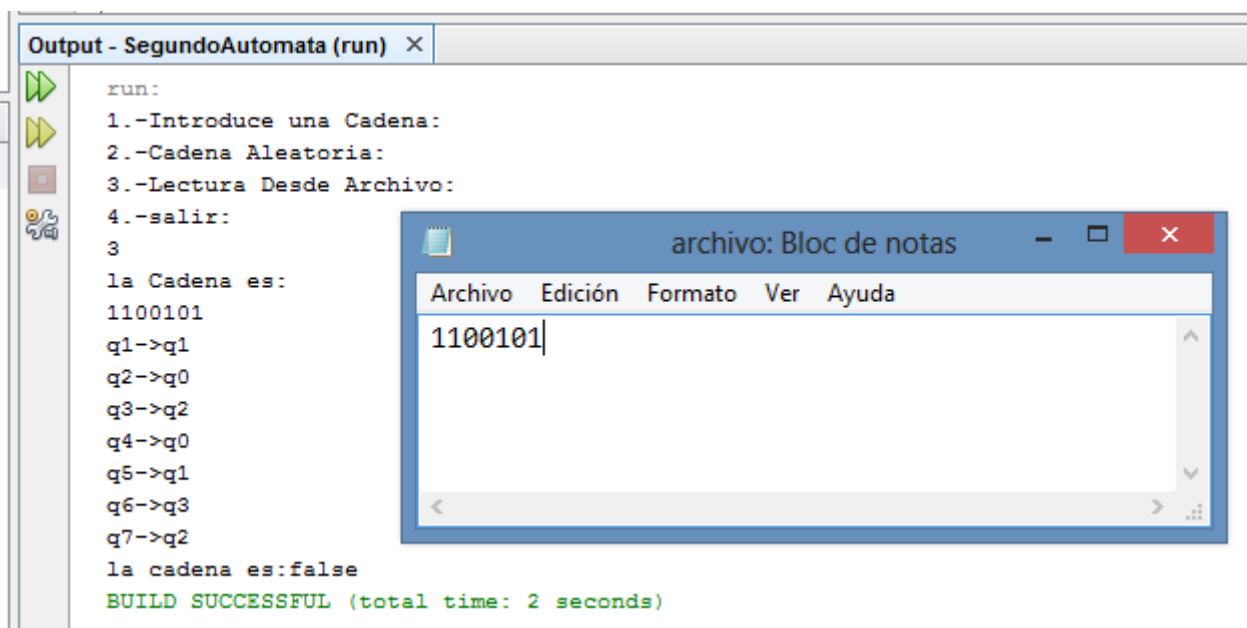 Output - SegundoAutomata (run) ×
run:
1.-Introduce una Cadena:
2.-Cadena Aleatoria:
3.-Lectura Desde Archivo:
4.-salir:
3
la Cadena es:
1100101
q1->q1
q2->q0
q3->q2
q4->q0
q5->q1
q6->q3
q7->q2
la cadena es:false
BUILD SUCCESSFUL (total time: 2 seconds)
archivo: Bloc de notas
Archivo Edición Formato Ver Ayuda
1100101